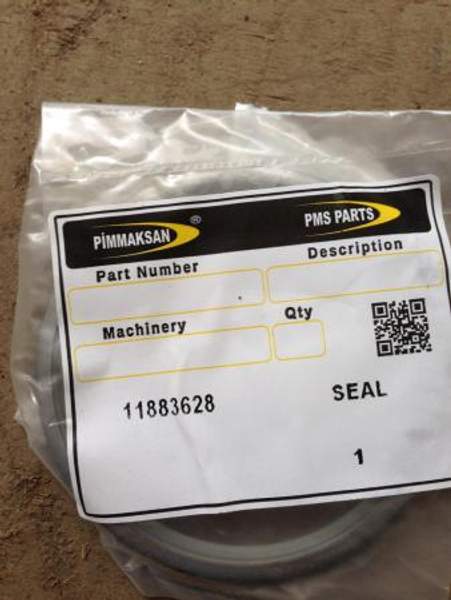 PİMMAKSAN ®
PMS PARTS
Part Number
Description
Machinery
Qty
11883628
SEAL
1